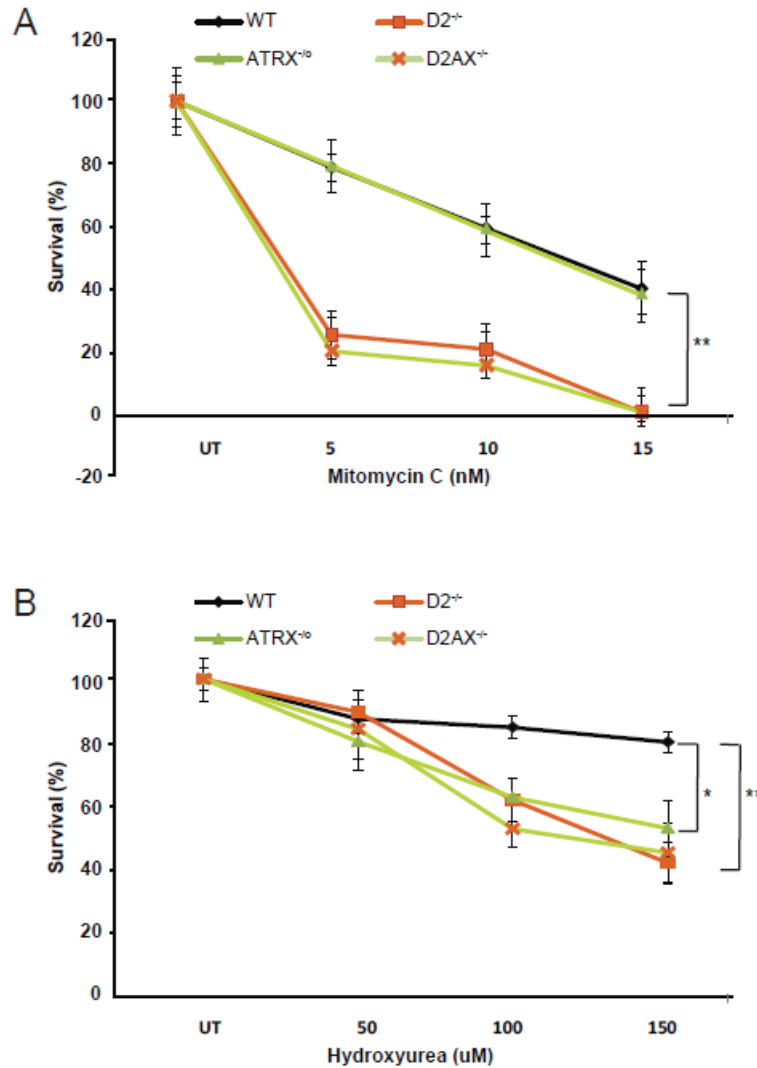 A
WT
D2-/-
ATRX-/o
D2AX-/-
120
100
80
60
40
20
0
-20
Survival (%)
**
UT 5 10 15
Mitomycin C (nM)
B
WT
D2-/-
ATRX-/o
D2AX-/-
120
100
80
60
40
20
0
Survival (%)
*
**
UT 50 100 150
Hydroxyurea (uM)